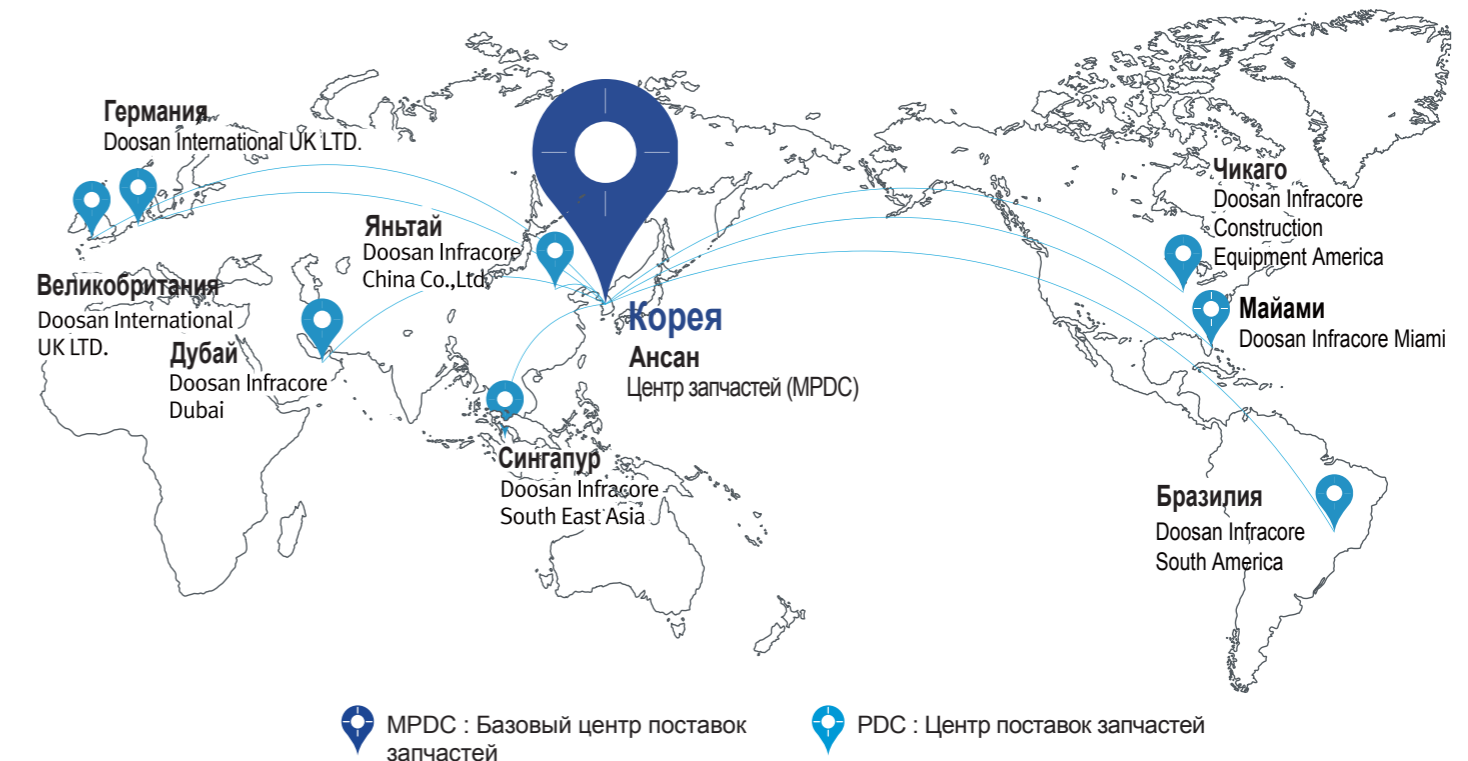 Германия
Doosan International UK LTD.
Великобритания
Doosan International
UK LTD.
Дубай
Doosan Infracore
Dubai
Яньтай
Doosan Infracore
China Co.,Ltd
Корея
Ансан
Центр запчастей (MPDC)
Сингапур
Doosan Infracore
South East Asia
Чикаго
Doosan Infracore
Construction
Equipment America
Майами
Doosan Infracore Miami
Бразилия
Doosan Infracore
South America
MPDC : Базовый центр поставок
запчастей
PDC : Центр поставок запчастей